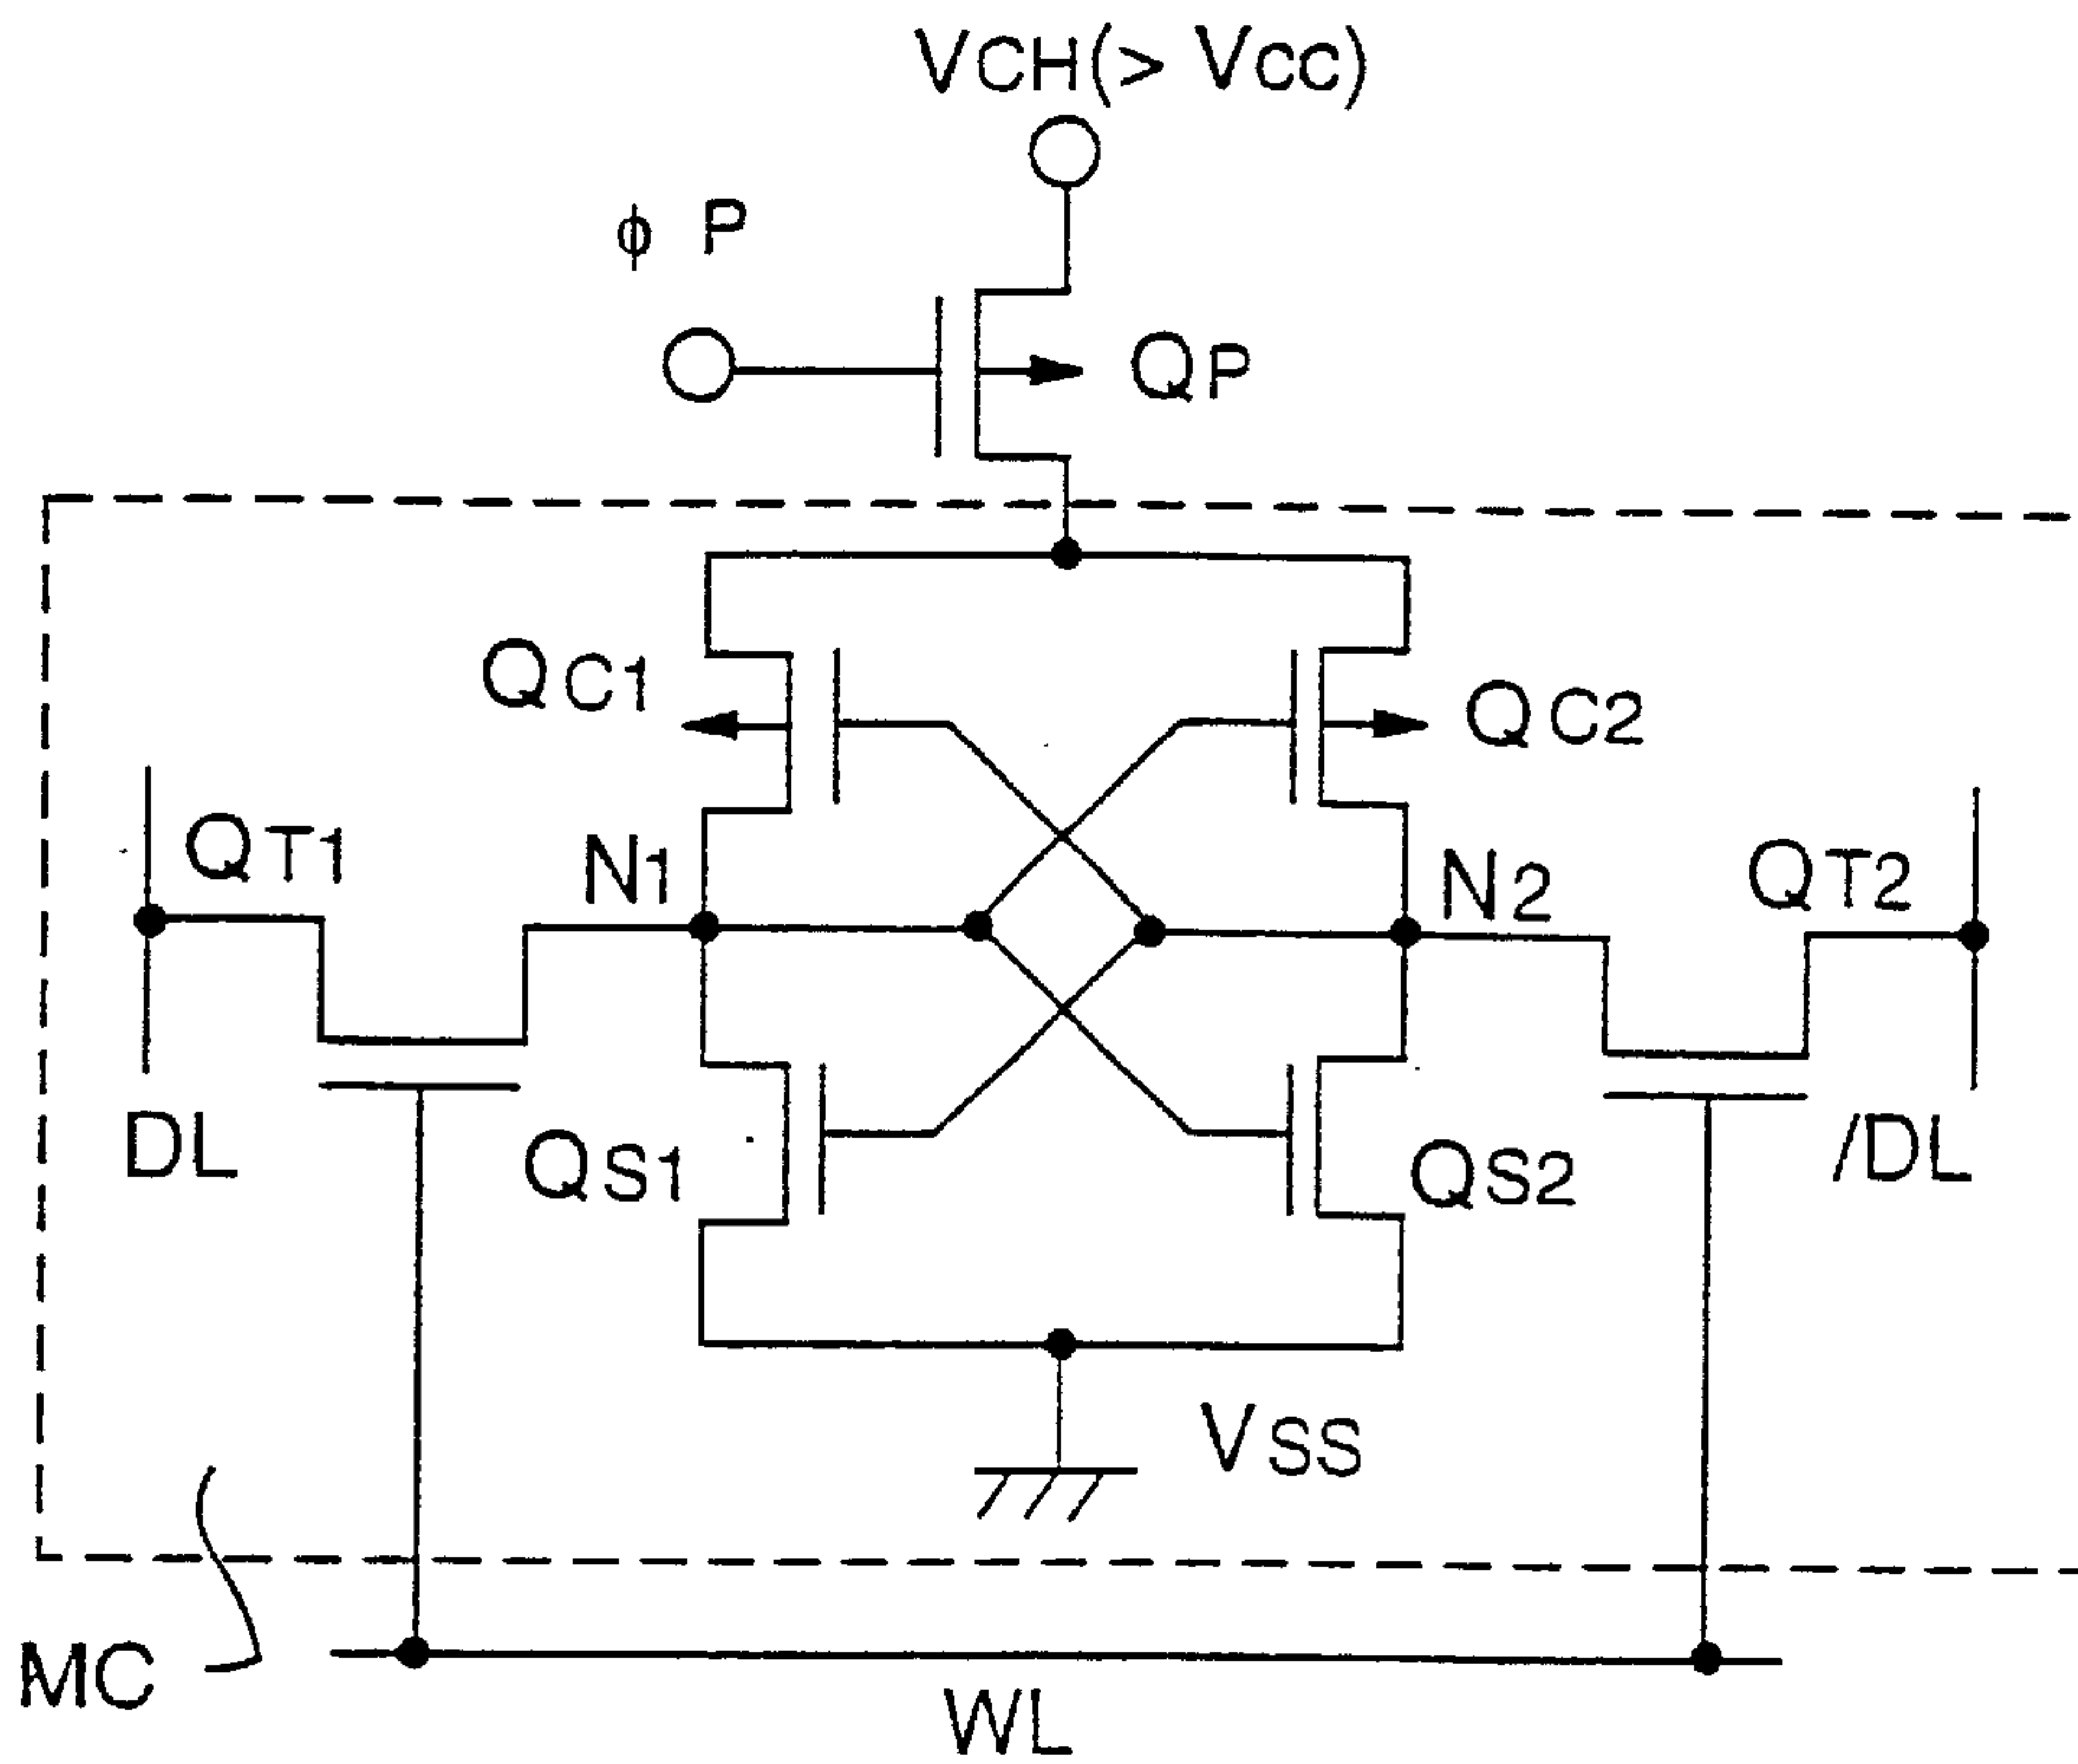 VCH(> Vcc)
ϕ P
QP
QC1
QC2
QT1
N1
N2
QT2
DL
QS1
QS2
/DL
VSS
MC
WL